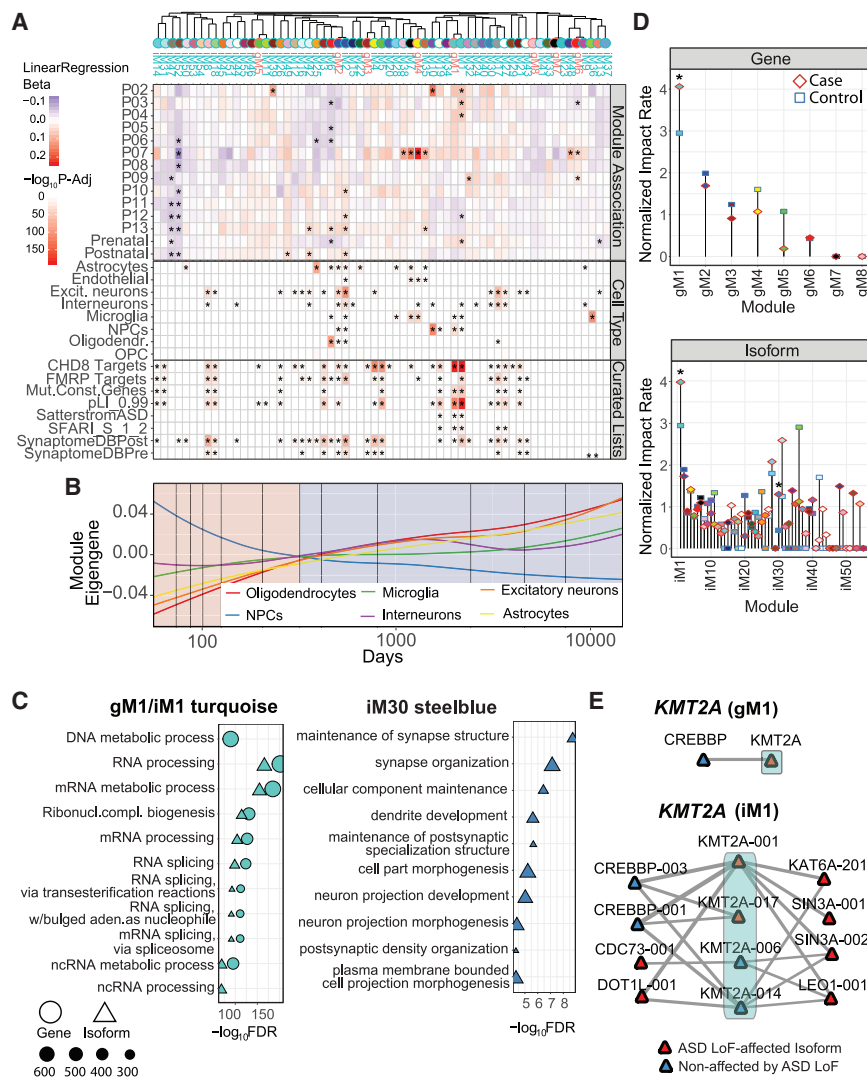 A
LinearRegression
Beta
−0.1
0.0
0.1
0.2
−log10P-Adj
0
50
100
150
gM5
gM2
gM3
gM4
gM1
P02
P03
P04
P05
P06
P07
P08
P09
P10
P11
P12
P13
Prenatal
Postnatal
Module Association
Astrocytes
Endothelial
Excit. neurons
Interneurons
Microglia
NPCs
Oligodendr.
OPC
Cell Type
CHD8 Targets
FMRP Targets
Mut.Const.Genes
pLI_0.99
SatterstromASD
SFARI_S_1_2
SynaptomeDBPost
SynaptomeDBPre
Curated Lists
B
Module
Eigengene
0.04
0.00
−0.04
Oligodendrocytes
Microglia
Excitatory neurons
NPCs
Interneurons
Astrocytes
100
1000
10000
Days
C
gM1/iM1 turquoise
DNA metabolic process
RNA processing
mRNA metabolic process
Ribonucl.compl. biogenesis
mRNA processing
RNA splicing
RNA splicing,
via transesterification reactions
RNA splicing,
w/bulged aden.as nucleophile
mRNA splicing,
via spliceosome
ncRNA metabolic process
ncRNA processing
100
150
−log10FDR
Gene
Isoform
600
500
400
300
iM30 steelblue
maintenance of synapse structure
synapse organization
cellular component maintenance
dendrite development
maintenance of postsynaptic
specialization structure
cell part morphogenesis
neuron projection development
neuron projection morphogenesis
postsynaptic density organization
plasma membrane bounded
cell projection morphogenesis
5
6
7
8
−log10FDR
D
Gene
Normalized Impact Rate
4
3
2
1
0
*
Case
Control
gM1
gM2
gM3
gM4
gM5
gM6
gM7
gM8
Module
Isoform
Normalized Impact Rate
4
3
2
1
0
*
*
iM1
iM10
iM20
iM30
iM40
iM50
Module
E
KMT2A (gM1)
CREBBP
KMT2A
KMT2A (iM1)
KMT2A-001
CREBBP-003
KAT6A-201
KMT2A-017
SIN3A-001
CREBBP-001
KMT2A-006
SIN3A-002
CDC73-001
KMT2A-014
DOT1L-001
LEO1-001
ASD LoF-affected Isoform
Non-affected by ASD LoF